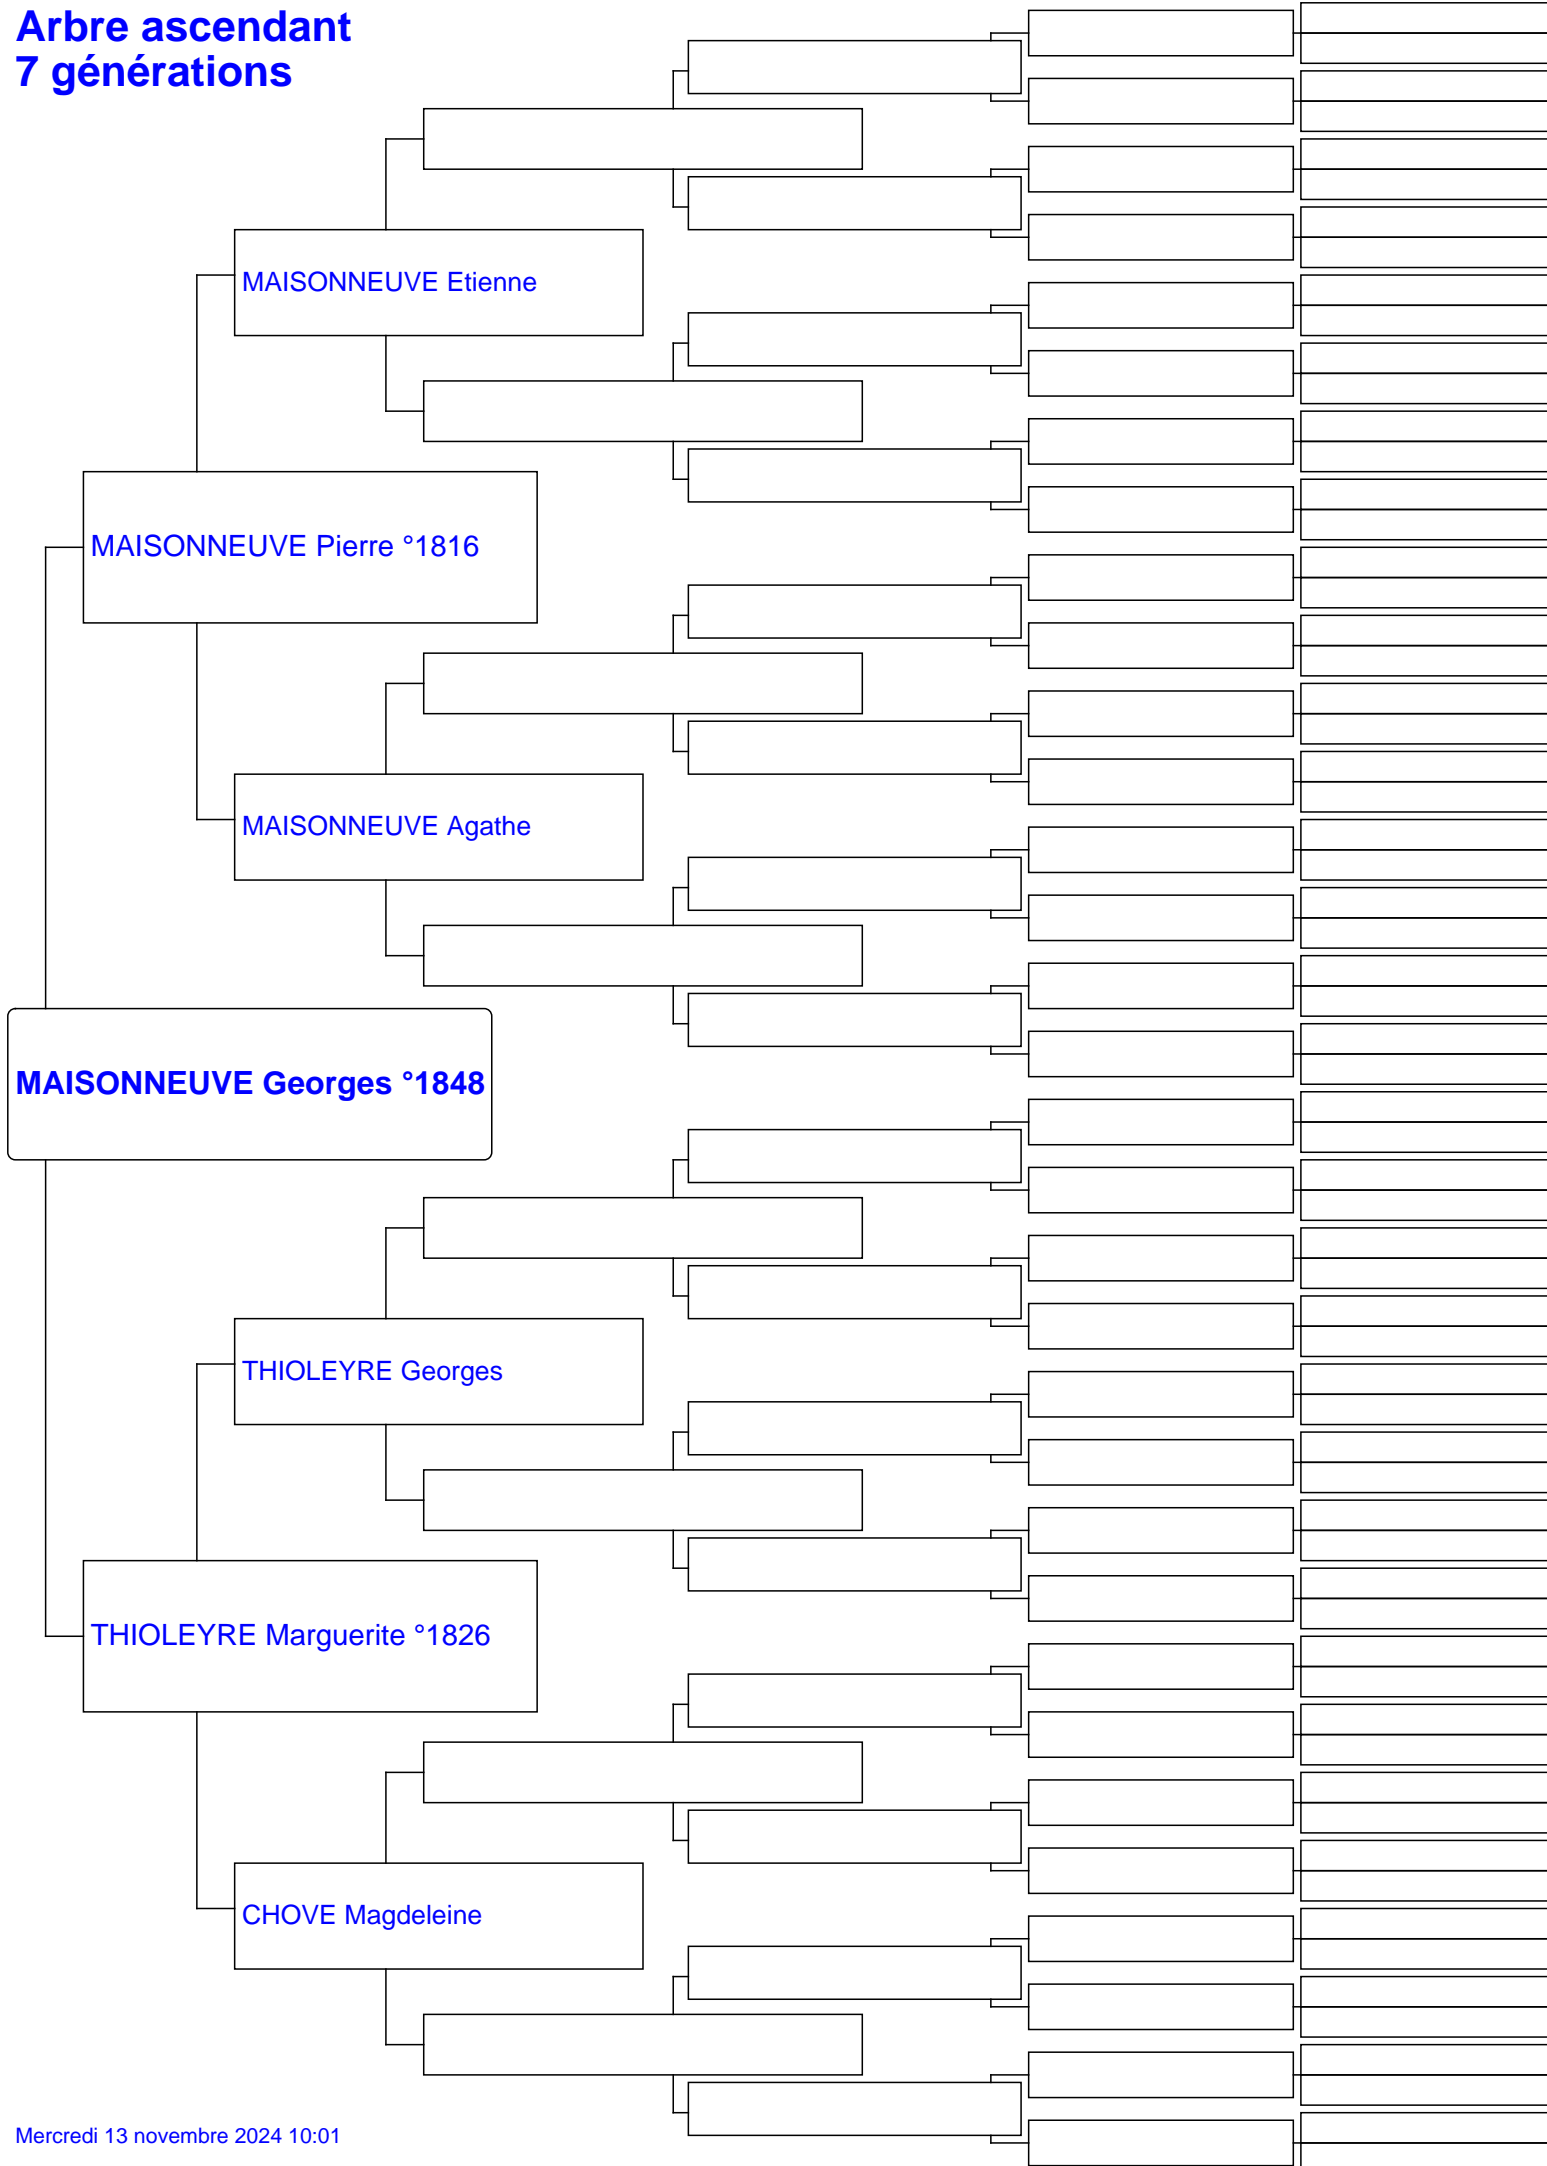 Arbre ascendant
7 générations
MAISONNEUVE Etienne
MAISONNEUVE Pierre °1816
MAISONNEUVE Agathe
MAISONNEUVE Georges °1848
THIOLEYRE Georges
THIOLEYRE Marguerite °1826
CHOVE Magdeleine
Mercredi 13 novembre 2024 10:01